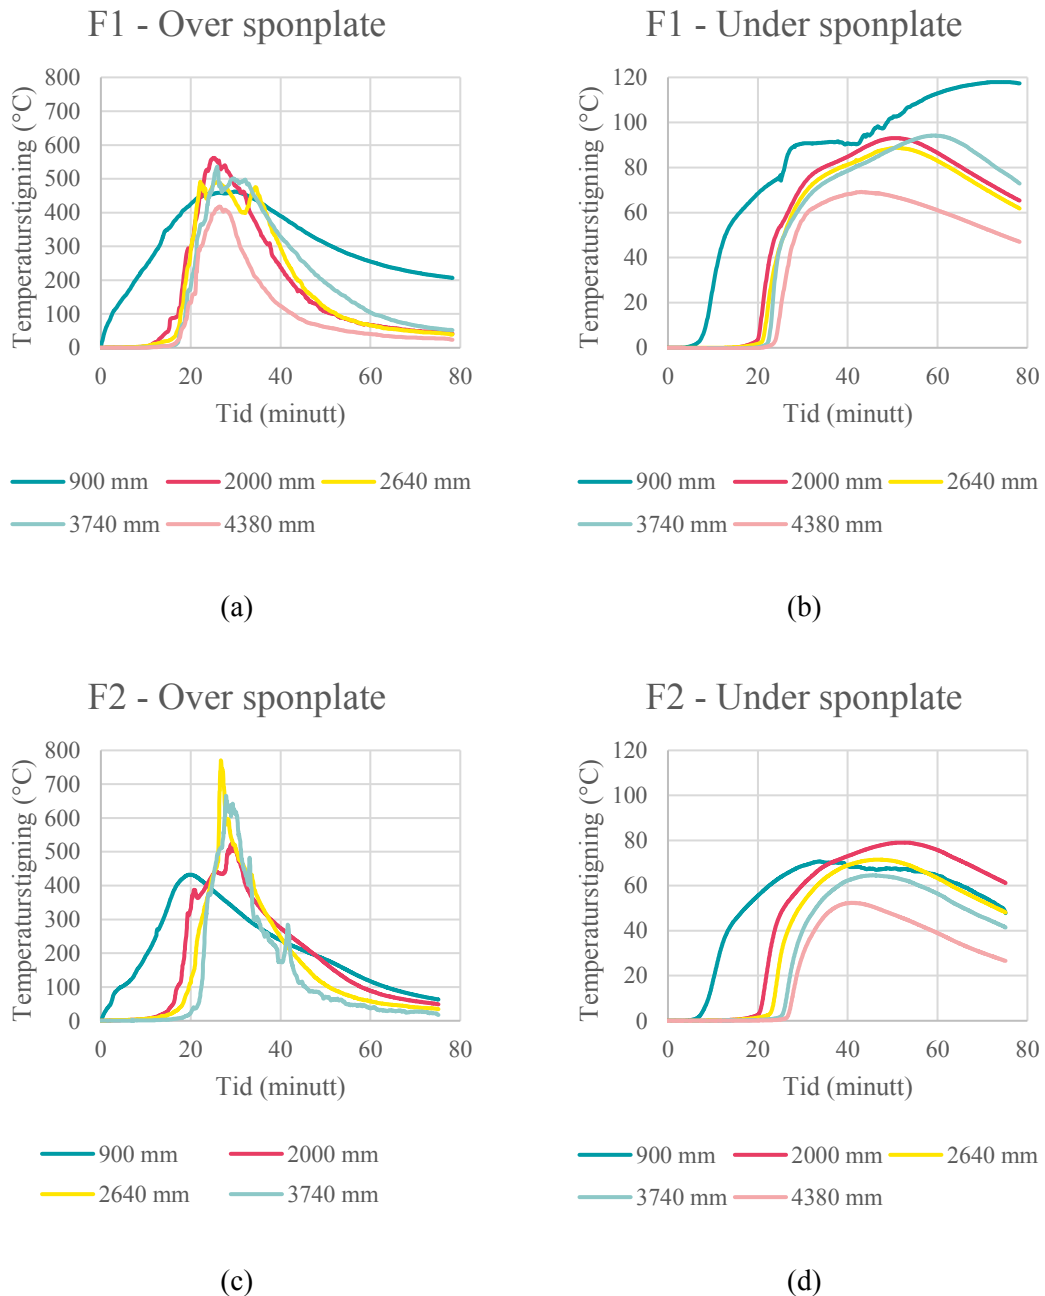 F1 - Over sponplate
Temperaturstigning (°C)
800
700
600
500
400
300
200
100
0
0 20 40 60 80
Tid (minutt)
900 mm 2000 mm 2640 mm
3740 mm 4380 mm
(a)
F1 - Under sponplate
Temperaturstigning (°C)
120
100
80
60
40
20
0
0 20 40 60 80
Tid (minutt)
900 mm 2000 mm 2640 mm
3740 mm 4380 mm
(b)
F2 - Over sponplate
Temperaturstigning (°C)
800
700
600
500
400
300
200
100
0
0 20 40 60 80
Tid (minutt)
900 mm 2000 mm
2640 mm 3740 mm
(c)
F2 - Under sponplate
Temperaturstigning (°C)
120
100
80
60
40
20
0
0 20 40 60 80
Tid (minutt)
900 mm 2000 mm 2640 mm
3740 mm 4380 mm
(d)